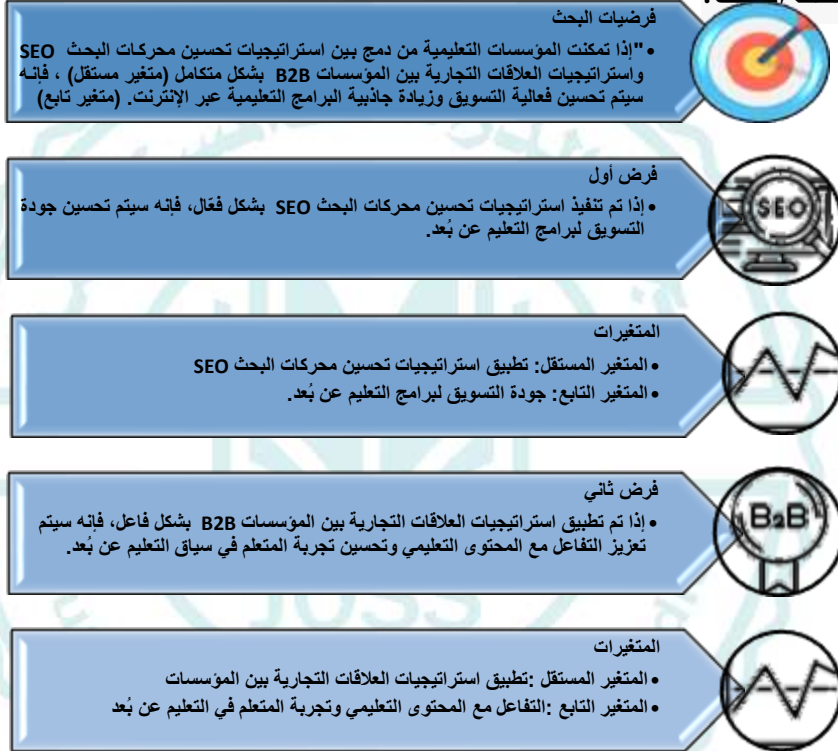 فرضيات البحث
• "إذا تمكنت المؤسسات التعليمية من دمج بين استراتيجيات تحسين محركات البحث SEO
واستراتيجيات العلاقات التجارية بين المؤسسات B2B بشكل متكامل (متغير مستقل) ، فإنه
سيتم تحسين فعالية التسويق وزيادة جاذبية البرامج التعليمية عبر الإنترنت. (متغير تابع)
فرض أول
• إذا تم تنفيذ استراتيجيات تحسين محركات البحث SEO بشكل فعّال، فإنه سيتم تحسين جودة
التسويق لبرامج التعليم عن بُعد.
SEO
المتغيرات
• المتغير المستقل: تطبيق استراتيجيات تحسين محركات البحث SEO
• المتغير التابع: جودة التسويق لبرامج التعليم عن بُعد.
فرض ثاني
• إذا تم تطبيق استراتيجيات العلاقات التجارية بين المؤسسات B2B بشكل فاعل، فإنه سيتم
تعزيز التفاعل مع المحتوى التعليمي وتحسين تجربة المتعلم في سياق التعليم عن بُعد.
B2B
المتغيرات
• المتغير المستقل :تطبيق استراتيجيات العلاقات التجارية بين المؤسسات
• المتغير التابع :التفاعل مع المحتوى التعليمي وتجربة المتعلم في التعليم عن بُعد
JOSS